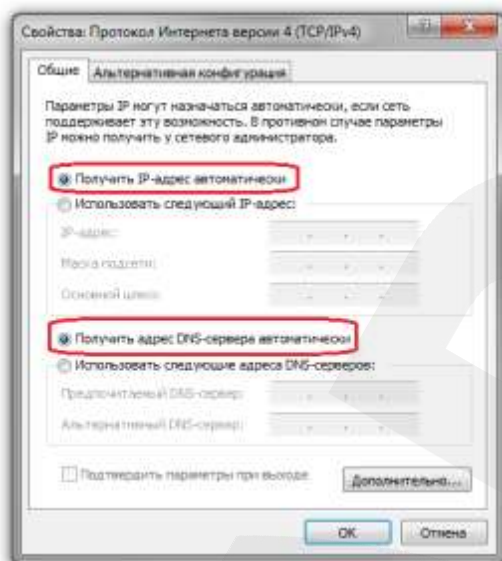 Свойства: Протокол Интернета версии 4 (TCP/IPv4)
Общие
Альтернативная конфигурация
Параметры IP могут назначаться автоматически, если сеть
поддерживает эту возможность. В противном случае параметры
IP можно получить у сетевого администратора.
Получить IP-адрес автоматически
Использовать следующий IP-адрес:
IP-адрес:
Маска подсети:
Основной шлюз:
Получить адрес DNS-сервера автоматически
Использовать следующие адреса DNS-серверов:
Предпочитаемый DNS-сервер:
Альтернативный DNS-сервер:
Подтвердить параметры при выходе
Дополнительно...
OK
Отмена